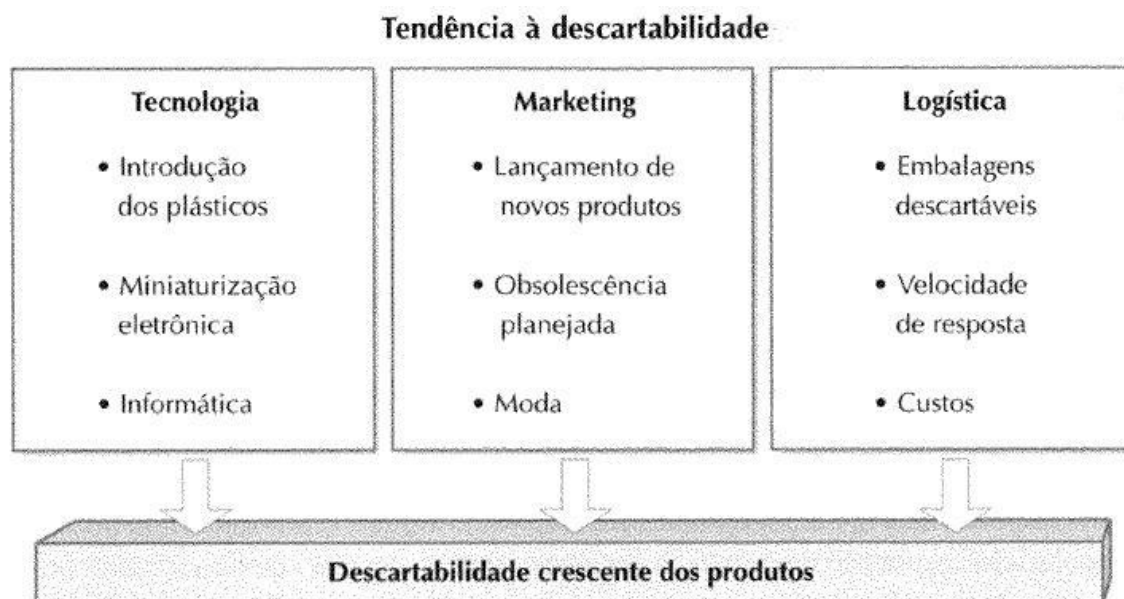 Tendência à descartabilidade
Tecnologia
• Introdução
dos plásticos
• Miniaturização
eletrônica
• Informática
Marketing
• Lançamento de
novos produtos
• Obsolescência
planejada
• Moda
Logística
• Embalagens
descartáveis
• Velocidade
de resposta
• Custos
Descartabilidade crescente dos produtos